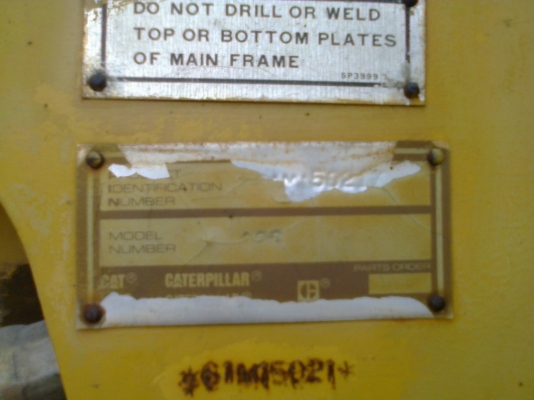 DO NOT DRILL OR WELD
TOP OR BOTTOM PLATES
OF MAIN FRAME
SP3999
IDENTIFICATION
NUMBER
MODEL
NUMBER
PARTS ORDER
CAT® CATERPILLAR®
*61M15021*